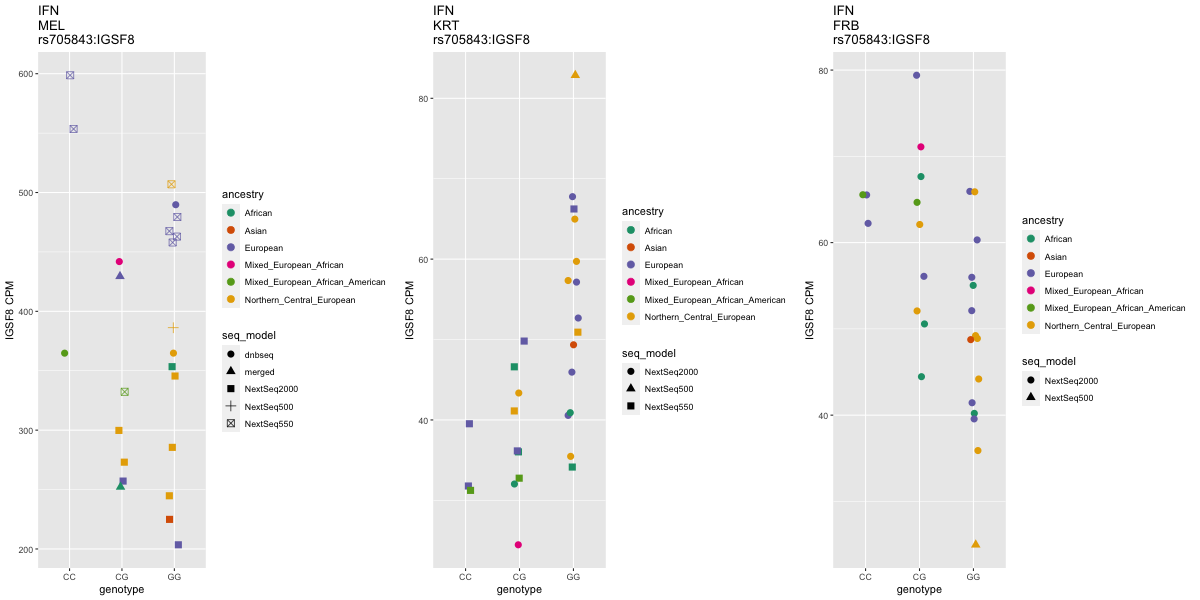 IFN
MEL
rs705843:IGSF8
600
500
400
300
200
IGSF8 CPM
CC
CG
GG
genotype
ancestry
African
Asian
European
Mixed_European_African
Mixed_European_African_American
Northern_Central_European
seq_model
dnbseq
merged
NextSeq2000
NextSeq500
NextSeq550
IFN
KRT
rs705843:IGSF8
80
60
40
IGSF8 CPM
CC
CG
GG
genotype
ancestry
African
Asian
European
Mixed_European_African
Mixed_European_African_American
Northern_Central_European
seq_model
NextSeq2000
NextSeq500
NextSeq550
IFN
FRB
rs705843:IGSF8
80
60
40
IGSF8 CPM
CC
CG
GG
genotype
ancestry
African
Asian
European
Mixed_European_African
Mixed_European_African_American
Northern_Central_European
seq_model
NextSeq2000
NextSeq500